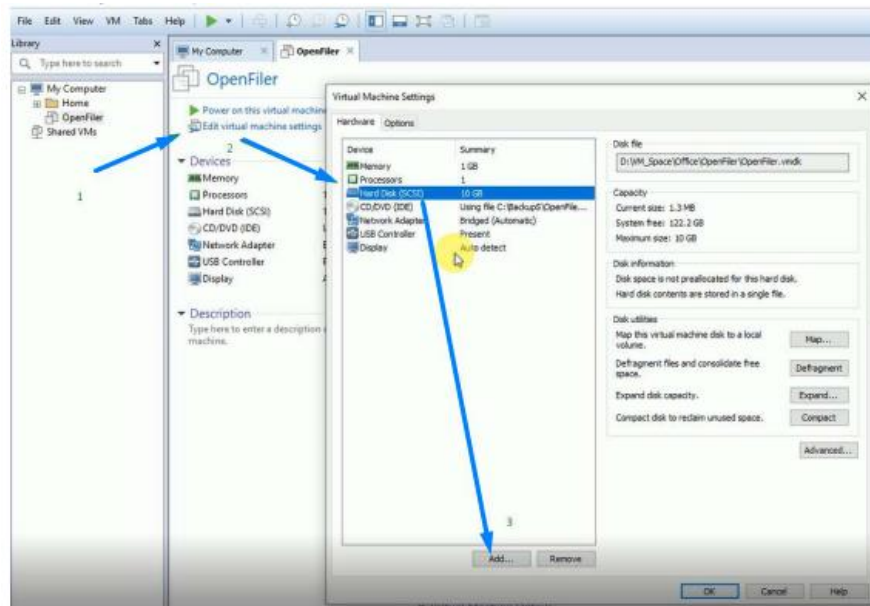 File Edit View VM Tabs Help
Library
My Computer
OpenFiler
Type here to search
My Computer
Home
OpenFiler
Shared VMs
1
OpenFiler
Power on this virtual machine
Edit virtual machine settings
2
Devices
Memory
Processors
Hard Disk (SCSI)
CD/DVD (IDE)
Network Adapter
USB Controller
Display
Description
Type here to enter a description
machine.
Virtual Machine Settings
Hardware Options
Device Summary
Memory 1 GB
Processors 1
Hard Disk (SCSI) 10 GB
CD/DVD (IDE) Using file C:\BackupS\OpenFile...
Network Adapter Bridged (Automatic)
USB Controller Present
Display Auto detect
3
Add... Remove
Disk file
D:\VM_Space\Office\OpenFiler\OpenFiler.vmdk
Capacity
Current size: 1.3 MB
System free: 122.2 GB
Maximum size: 10 GB
Disk information
Disk space is not preallocated for this hard disk.
Hard disk contents are stored in a single file.
Disk utilities
Map this virtual machine disk to a local
volume.
Map...
Defragment files and consolidate free
space.
Defragment
Expand disk capacity.
Expand...
Compact disk to reclaim unused space.
Compact
Advanced...
OK Cancel Help